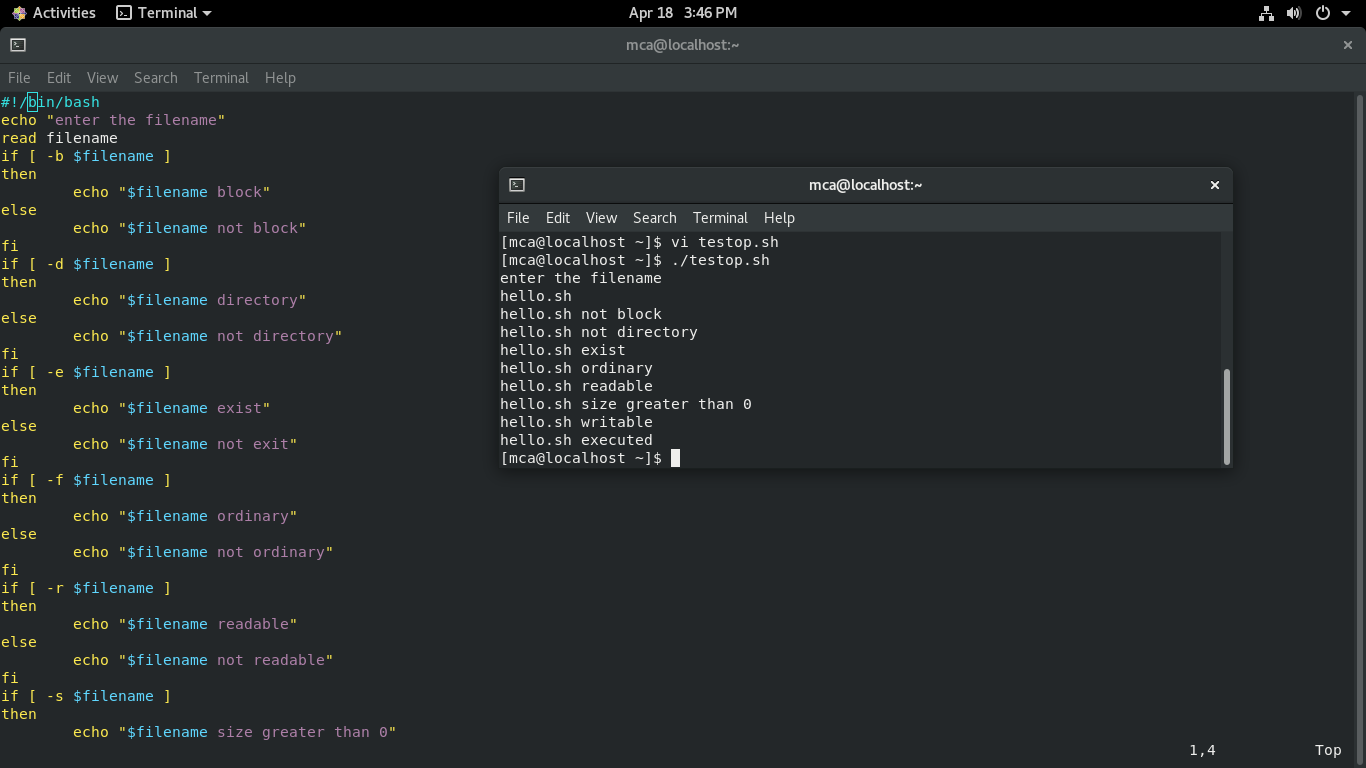 Activities Terminal Apr 18 3:46 PM
mca@localhost:~
File Edit View Search Terminal Help
#!/bin/bash
echo "enter the filename"
read filename
if [ -b $filename ]
then
        echo "$filename block"
else
        echo "$filename not block"
fi
if [ -d $filename ]
then
        echo "$filename directory"
else
        echo "$filename not directory"
fi
if [ -e $filename ]
then
        echo "$filename exist"
else
        echo "$filename not exit"
fi
if [ -f $filename ]
then
        echo "$filename ordinary"
else
        echo "$filename not ordinary"
fi
if [ -r $filename ]
then
        echo "$filename readable"
else
        echo "$filename not readable"
fi
if [ -s $filename ]
then
        echo "$filename size greater than 0"
1,4 Top
mca@localhost:~
File Edit View Search Terminal Help
[mca@localhost ~]$ vi testop.sh
[mca@localhost ~]$ ./testop.sh
enter the filename
hello.sh
hello.sh not block
hello.sh not directory
hello.sh exist
hello.sh ordinary
hello.sh readable
hello.sh size greater than 0
hello.sh writable
hello.sh executed
[mca@localhost ~]$